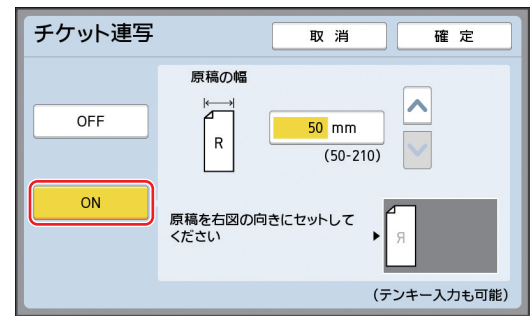 チケット連写
取 消
確 定
原稿の幅
OFF
R
50 mm
(50-210)
ON
原稿を右図の向きにセットして
ください
R
(テンキー入力も可能)